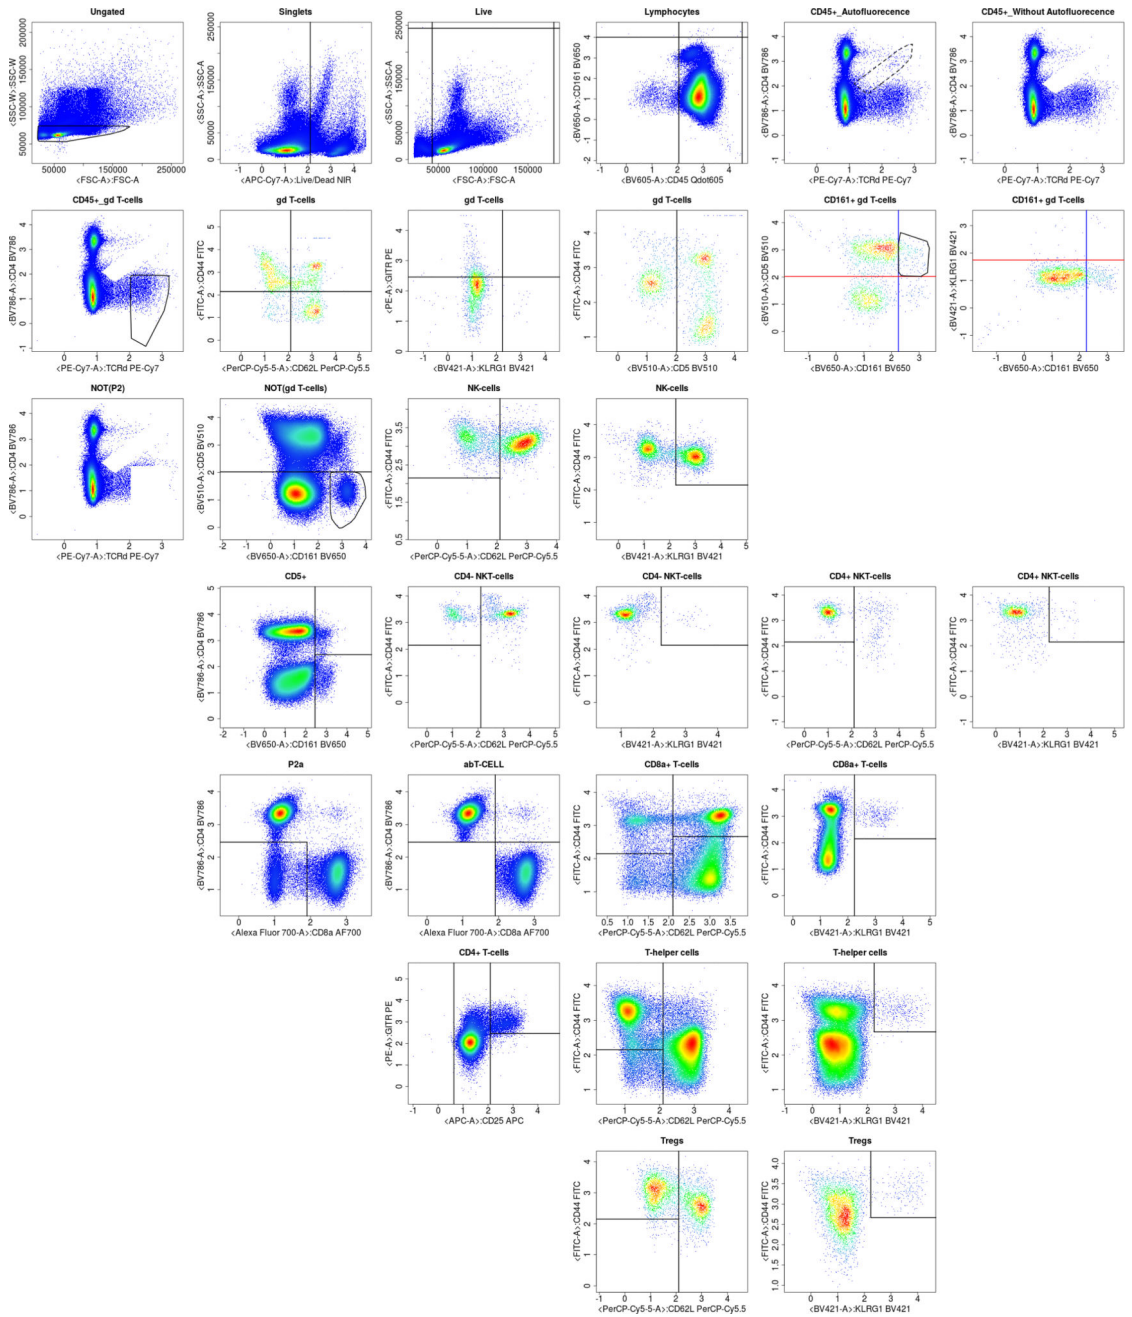 Ungated
<SSC-W>:SSC-W
<FSC-A>:FSC-A
Singlets
<SSC-A>:SSC-A
<APC-Cy7-A>:Live/Dead NIR
Live
<SSC-A>:SSC-A
<FSC-A>:FSC-A
Lymphocytes
<BV650-A>:CD161 BV650
<BV605-A>:CD45 Qdot605
CD45+_Autofluorecence
<BV786-A>:CD4 BV786
<PE-Cy7-A>:TCRd PE-Cy7
CD45+_Without Autofluorecence
<BV786-A>:CD4 BV786
<PE-Cy7-A>:TCRd PE-Cy7
CD45+_gd T-cells
<BV786-A>:CD4 BV786
<PE-Cy7-A>:TCRd PE-Cy7
gd T-cells
<FITC-A>:CD44 FITC
<PerCP-Cy5-5-A>:CD62L PerCP-Cy5.5
gd T-cells
<PE-A>:GITR PE
<BV421-A>:KLRG1 BV421
gd T-cells
<FITC-A>:CD44 FITC
<BV510-A>:CD5 BV510
CD161+ gd T-cells
<BV510-A>:CD5 BV510
<BV650-A>:CD161 BV650
CD161+ gd T-cells
<BV421-A>:KLRG1 BV421
<BV650-A>:CD161 BV650
NOT(P2)
<BV786-A>:CD4 BV786
<PE-Cy7-A>:TCRd PE-Cy7
NOT(gd T-cells)
<BV510-A>:CD5 BV510
<BV650-A>:CD161 BV650
NK-cells
<FITC-A>:CD44 FITC
<PerCP-Cy5-5-A>:CD62L PerCP-Cy5.5
NK-cells
<FITC-A>:CD44 FITC
<BV421-A>:KLRG1 BV421
CD5+
<BV786-A>:CD4 BV786
<BV650-A>:CD161 BV650
CD4- NKT-cells
<FITC-A>:CD44 FITC
<PerCP-Cy5-5-A>:CD62L PerCP-Cy5.5
CD4- NKT-cells
<FITC-A>:CD44 FITC
<BV421-A>:KLRG1 BV421
CD4+ NKT-cells
<FITC-A>:CD44 FITC
<PerCP-Cy5-5-A>:CD62L PerCP-Cy5.5
CD4+ NKT-cells
<FITC-A>:CD44 FITC
<BV421-A>:KLRG1 BV421
P2a
<BV786-A>:CD4 BV786
<Alexa Fluor 700-A>:CD8a AF700
abT-CELL
<BV786-A>:CD4 BV786
<Alexa Fluor 700-A>:CD8a AF700
CD8a+ T-cells
<FITC-A>:CD44 FITC
<PerCP-Cy5-5-A>:CD62L PerCP-Cy5.5
CD8a+ T-cells
<FITC-A>:CD44 FITC
<BV421-A>:KLRG1 BV421
CD4+ T-cells
<PE-A>:GITR PE
<APC-A>:CD25 APC
T-helper cells
<FITC-A>:CD44 FITC
<PerCP-Cy5-5-A>:CD62L PerCP-Cy5.5
T-helper cells
<FITC-A>:CD44 FITC
<BV421-A>:KLRG1 BV421
Tregs
<FITC-A>:CD44 FITC
<PerCP-Cy5-5-A>:CD62L PerCP-Cy5.5
Tregs
<FITC-A>:CD44 FITC
<BV421-A>:KLRG1 BV421